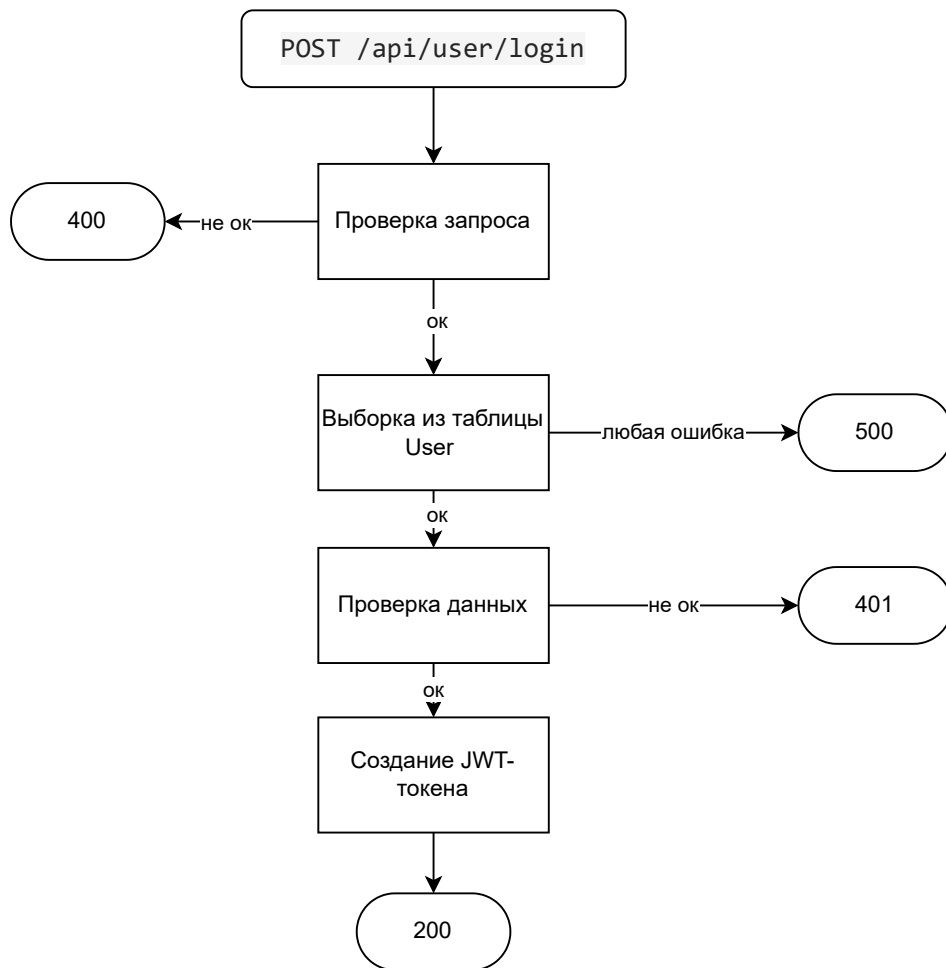 POST /api/user/login
Проверка запроса
не ок
400
ок
Выборка из таблицы
User
любая ошибка
500
ок
Проверка данных
не ок
401
ок
Создание JWT-
токена
200